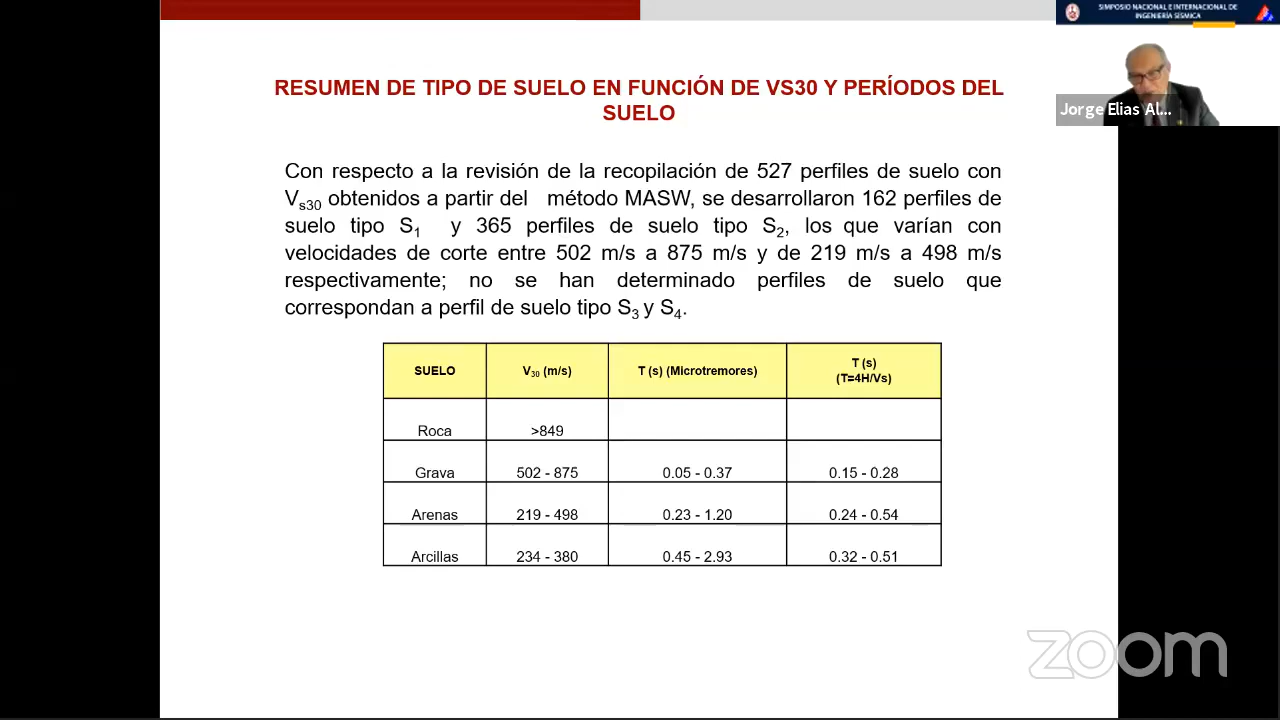 SIMPOSIO NACIONAL E INTERNACIONAL DE
INGENIERÍA SÍSMICA
Jorge Elias Al...
RESUMEN DE TIPO DE SUELO EN FUNCIÓN DE VS30 Y PERÍODOS DEL
SUELO
Con respecto a la revisión de la recopilación de 527 perfiles de suelo con
Vs30 obtenidos a partir del método MASW, se desarrollaron 162 perfiles de
suelo tipo S1 y 365 perfiles de suelo tipo S2, los que varían con
velocidades de corte entre 502 m/s a 875 m/s y de 219 m/s a 498 m/s
respectivamente; no se han determinado perfiles de suelo que
correspondan a perfil de suelo tipo S3 y S4.
SUELO V30 (m/s) T (s) (Microtremores) T (s)
(T=4H/Vs)
Roca >849
Grava 502 - 875 0.05 - 0.37 0.15 - 0.28
Arenas 219 - 498 0.23 - 1.20 0.24 - 0.54
Arcillas 234 - 380 0.45 - 2.93 0.32 - 0.51
zoom